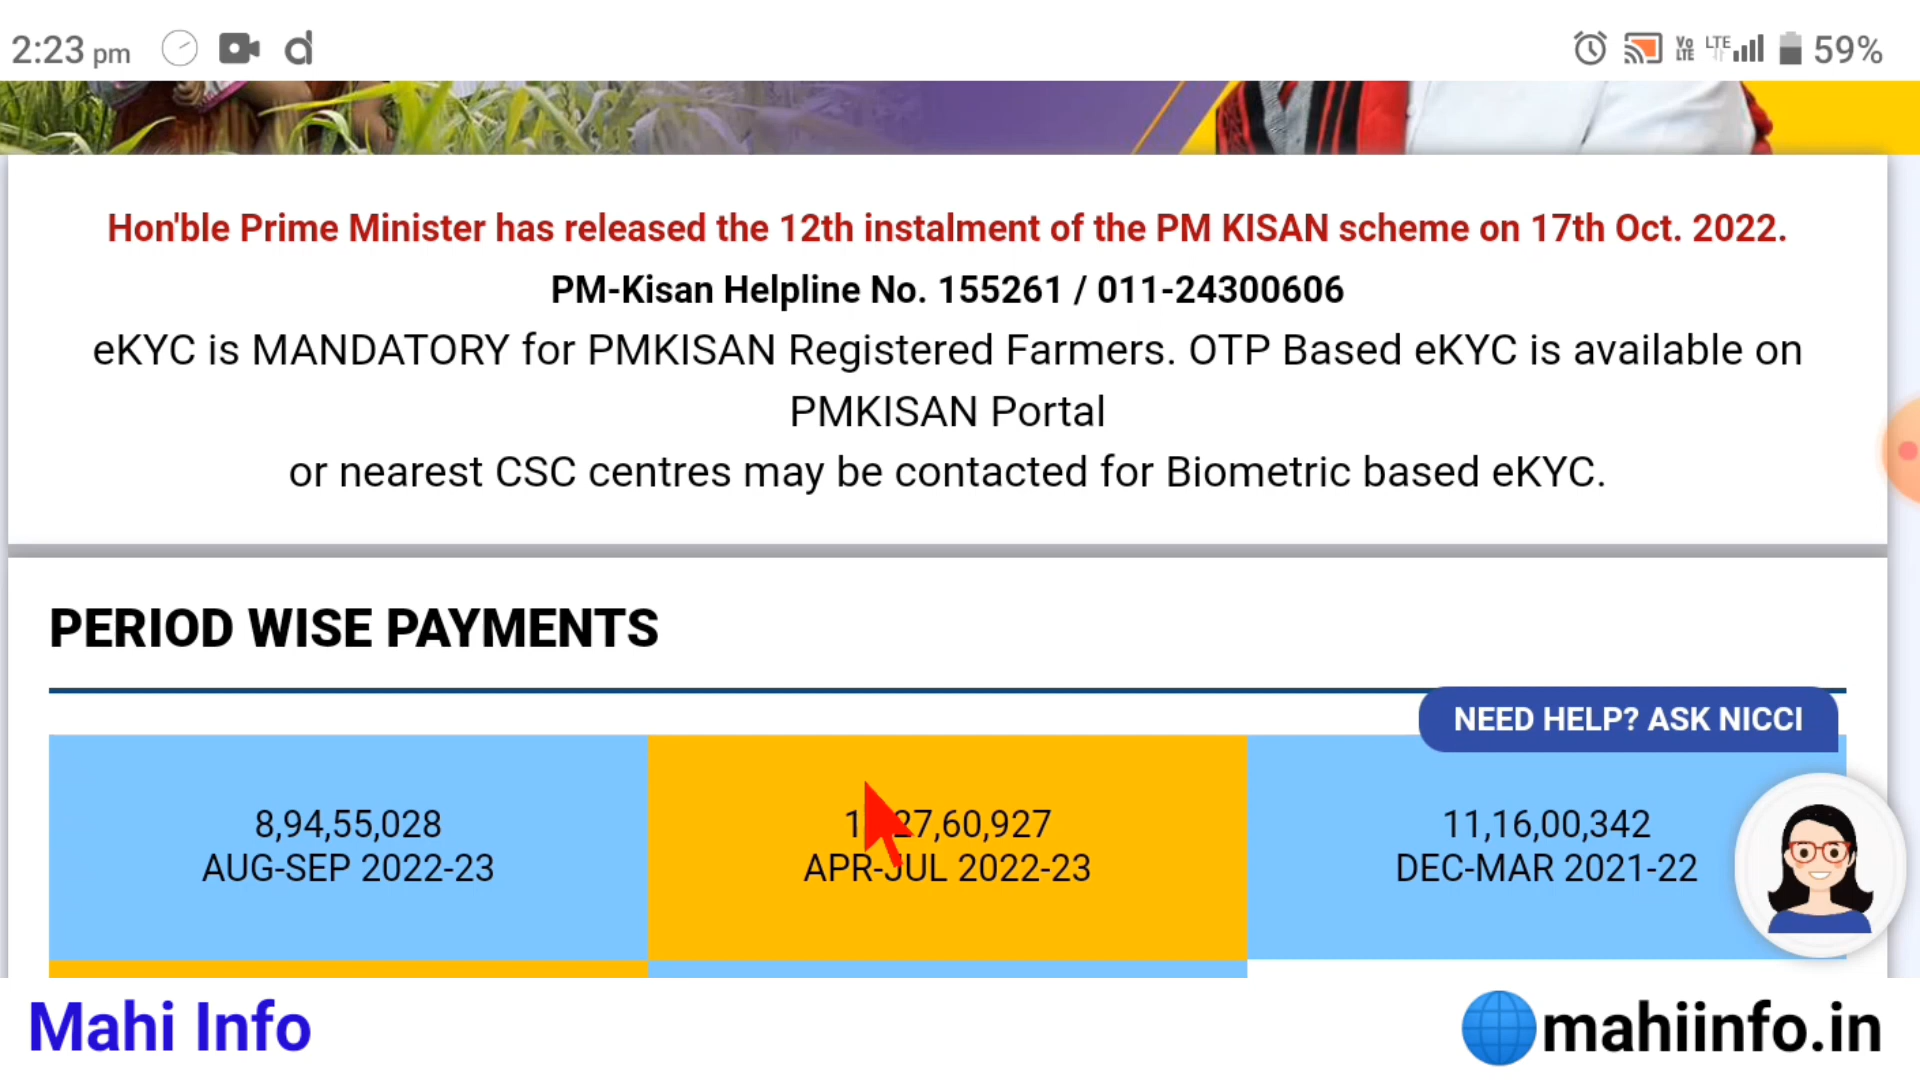 2:23 pm
Vo LTE LTE 59%
Hon'ble Prime Minister has released the 12th instalment of the PM KISAN scheme on 17th Oct. 2022.
PM-Kisan Helpline No. 155261 / 011-24300606
eKYC is MANDATORY for PMKISAN Registered Farmers. OTP Based eKYC is available on
PMKISAN Portal
or nearest CSC centres may be contacted for Biometric based eKYC.
PERIOD WISE PAYMENTS
NEED HELP? ASK NICCI
8,94,55,028
AUG-SEP 2022-23
APR-JUL 2022-23
11,16,00,342
DEC-MAR 2021-22
Mahi Info
mahiinfo.in